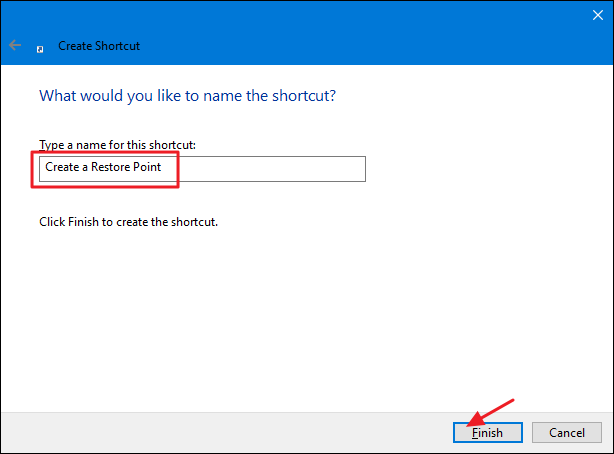 Create Shortcut
What would you like to name the shortcut?
Type a name for this shortcut:
Create a Restore Point
Click Finish to create the shortcut.
Finish
Cancel